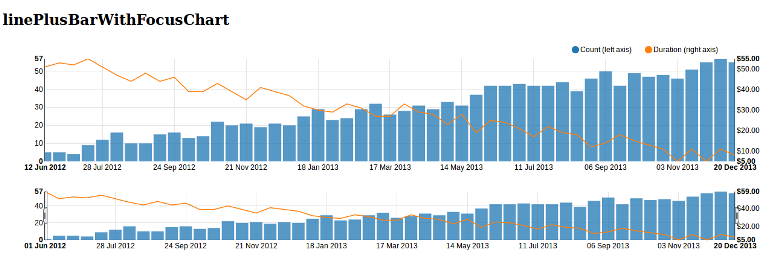 linePlusBarWithFocusChart
Count (left axis) Duration (right axis)
57 $55.00
50 $50.00
40
30 $30.00
20 $20.00
10 $10.00
0 $5.00
12 Jun 2012 28 Jul 2012 24 Sep 2012 21 Nov 2012 18 Jan 2013 17 Mar 2013 14 May 2013 11 Jul 2013 06 Sep 2013 03 Nov 2013 20 Dec 2013
57 $59.00
40 $40.00
20 $20.00
0 $5.00
01 Jun 2012 28 Jul 2012 24 Sep 2012 21 Nov 2012 18 Jan 2013 17 Mar 2013 14 May 2013 11 Jul 2013 06 Sep 2013 03 Nov 2013 20 Dec 2013